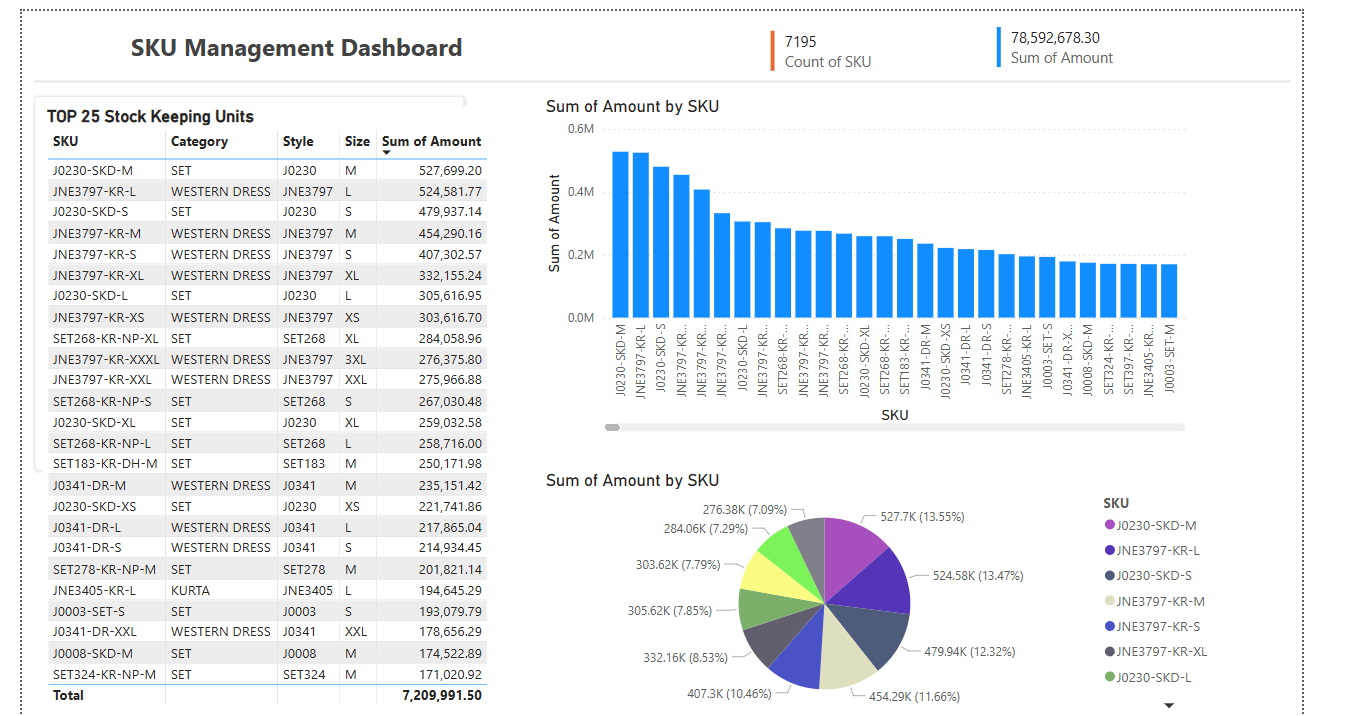 SKU Management Dashboard
7195
Count of SKU
78,592,678.30
Sum of Amount
TOP 25 Stock Keeping Units
SKU Category Style Size Sum of Amount
J0230-SKD-M SET J0230 M 527,699.20
JNE3797-KR-L WESTERN DRESS JNE3797 L 524,581.77
J0230-SKD-S SET J0230 S 479,937.14
JNE3797-KR-M WESTERN DRESS JNE3797 M 454,290.16
JNE3797-KR-S WESTERN DRESS JNE3797 S 407,302.57
JNE3797-KR-XL WESTERN DRESS JNE3797 XL 332,155.24
J0230-SKD-L SET J0230 L 305,616.95
JNE3797-KR-XS WESTERN DRESS JNE3797 XS 303,616.70
SET268-KR-NP-XL SET SET268 XL 284,058.96
JNE3797-KR-XXXL WESTERN DRESS JNE3797 3XL 276,375.80
JNE3797-KR-XXL WESTERN DRESS JNE3797 XXL 275,966.88
SET268-KR-NP-S SET SET268 S 267,030.48
J0230-SKD-XL SET J0230 XL 259,032.58
SET268-KR-NP-L SET SET268 L 258,716.00
SET183-KR-DH-M SET SET183 M 250,171.98
J0341-DR-M WESTERN DRESS J0341 M 235,151.42
J0230-SKD-XS SET J0230 XS 221,741.86
J0341-DR-L WESTERN DRESS J0341 L 217,865.04
J0341-DR-S WESTERN DRESS J0341 S 214,934.45
SET278-KR-NP-M SET SET278 M 201,821.14
JNE3405-KR-L KURTA JNE3405 L 194,645.29
J0003-SET-S SET J0003 S 193,079.79
J0341-DR-XXL WESTERN DRESS J0341 XXL 178,656.29
J0008-SKD-M SET J0008 M 174,522.89
SET324-KR-NP-M SET SET324 M 171,020.92
Total 7,209,991.50
Sum of Amount by SKU
Sum of Amount
0.6M
0.4M
0.2M
0.0M
J0230-SKD-M
JNE3797-KR-L
J0230-SKD-S
JNE3797-KR...
JNE3797-KR...
JNE3797-KR...
J0230-SKD-L
JNE3797-KR...
SET268-KR-...
JNE3797-KR...
JNE3797-KR...
SET268-KR-...
J0230-SKD-XL
SET268-KR-...
SET183-KR-...
J0341-DR-M
J0230-SKD-XS
J0341-DR-L
J0341-DR-S
SET278-KR-...
JNE3405-KR-L
J0003-SET-S
J0341-DR-X...
J0008-SKD-M
SET324-KR-...
SET397-KR-...
JNE3405-KR...
J0003-SET-M
SKU
Sum of Amount by SKU
527.7K (13.55%)
524.58K (13.47%)
479.94K (12.32%)
454.29K (11.66%)
407.3K (10.46%)
332.16K (8.53%)
305.62K (7.85%)
303.62K (7.79%)
284.06K (7.29%)
276.38K (7.09%)
SKU
J0230-SKD-M
JNE3797-KR-L
J0230-SKD-S
JNE3797-KR-M
JNE3797-KR-S
JNE3797-KR-XL
J0230-SKD-L